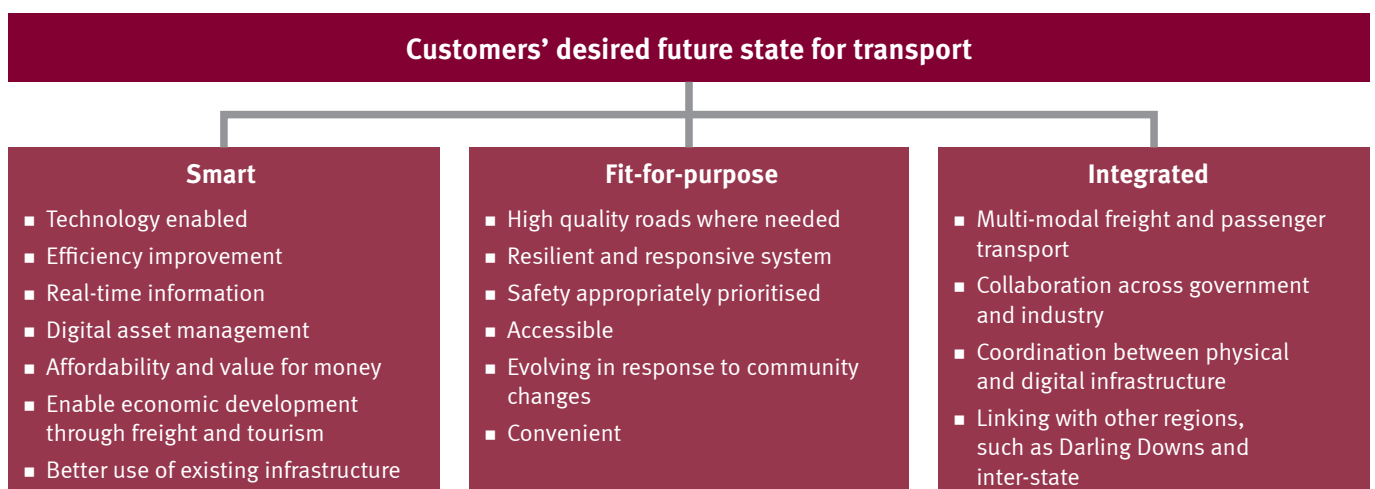 Customers’ desired future state for transport
Smart
▪ Technology enabled
▪ Efficiency improvement
▪ Real-time information
▪ Digital asset management
▪ Affordability and value for money
▪ Enable economic development
through freight and tourism
▪ Better use of existing infrastructure
Fit-for-purpose
▪ High quality roads where needed
▪ Resilient and responsive system
▪ Safety appropriately prioritised
▪ Accessible
▪ Evolving in response to community
changes
▪ Convenient
Integrated
▪ Multi-modal freight and passenger
transport
▪ Collaboration across government
and industry
▪ Coordination between physical
and digital infrastructure
▪ Linking with other regions,
such as Darling Downs and
inter-state